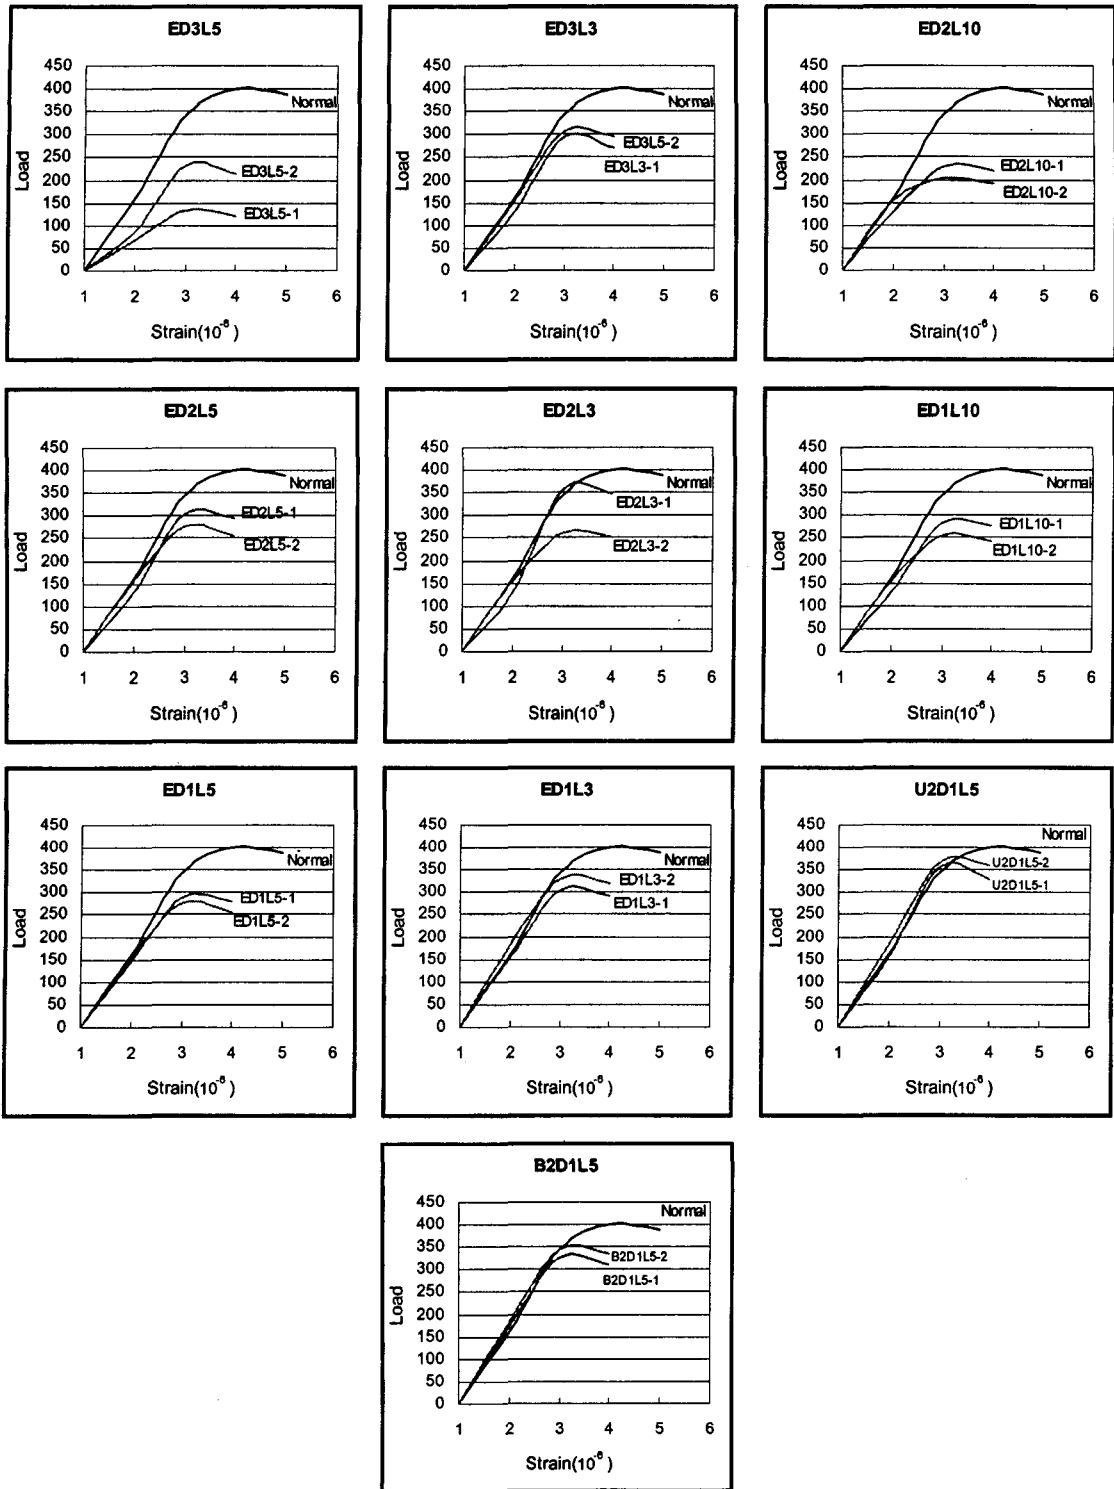 ED3L5
450
400
350
300
250
200
150
100
50
0
Load
Normal
ED3L5-2
ED3L5-1
1 2 3 4 5 6
Strain(10⁻⁶ )
ED3L3
450
400
350
300
250
200
150
100
50
0
Load
Normal
ED3L5-2
ED3L3-1
1 2 3 4 5 6
Strain(10⁻⁶ )
ED2L10
450
400
350
300
250
200
150
100
50
0
Load
Normal
ED2L10-1
ED2L10-2
1 2 3 4 5 6
Strain(10⁻⁶ )
ED2L5
450
400
350
300
250
200
150
100
50
0
Load
Normal
ED2L5-1
ED2L5-2
1 2 3 4 5 6
Strain(10⁻⁶ )
ED2L3
450
400
350
300
250
200
150
100
50
0
Load
Normal
ED2L3-1
ED2L3-2
1 2 3 4 5 6
Strain(10⁻⁶ )
ED1L10
450
400
350
300
250
200
150
100
50
0
Load
Normal
ED1L10-1
ED1L10-2
1 2 3 4 5 6
Strain(10⁻⁶ )
ED1L5
450
400
350
300
250
200
150
100
50
0
Load
Normal
ED1L5-1
ED1L5-2
1 2 3 4 5 6
Strain(10⁻⁶ )
ED1L3
450
400
350
300
250
200
150
100
50
0
Load
Normal
ED1L3-2
ED1L3-1
1 2 3 4 5 6
Strain(10⁻⁶ )
U2D1L5
450
400
350
300
250
200
150
100
50
0
Load
Normal
U2D1L5-2
U2D1L5-1
1 2 3 4 5 6
Strain(10⁻⁶ )
B2D1L5
450
400
350
300
250
200
150
100
50
0
Load
Normal
B2D1L5-2
B2D1L5-1
1 2 3 4 5 6
Strain(10⁻⁶ )